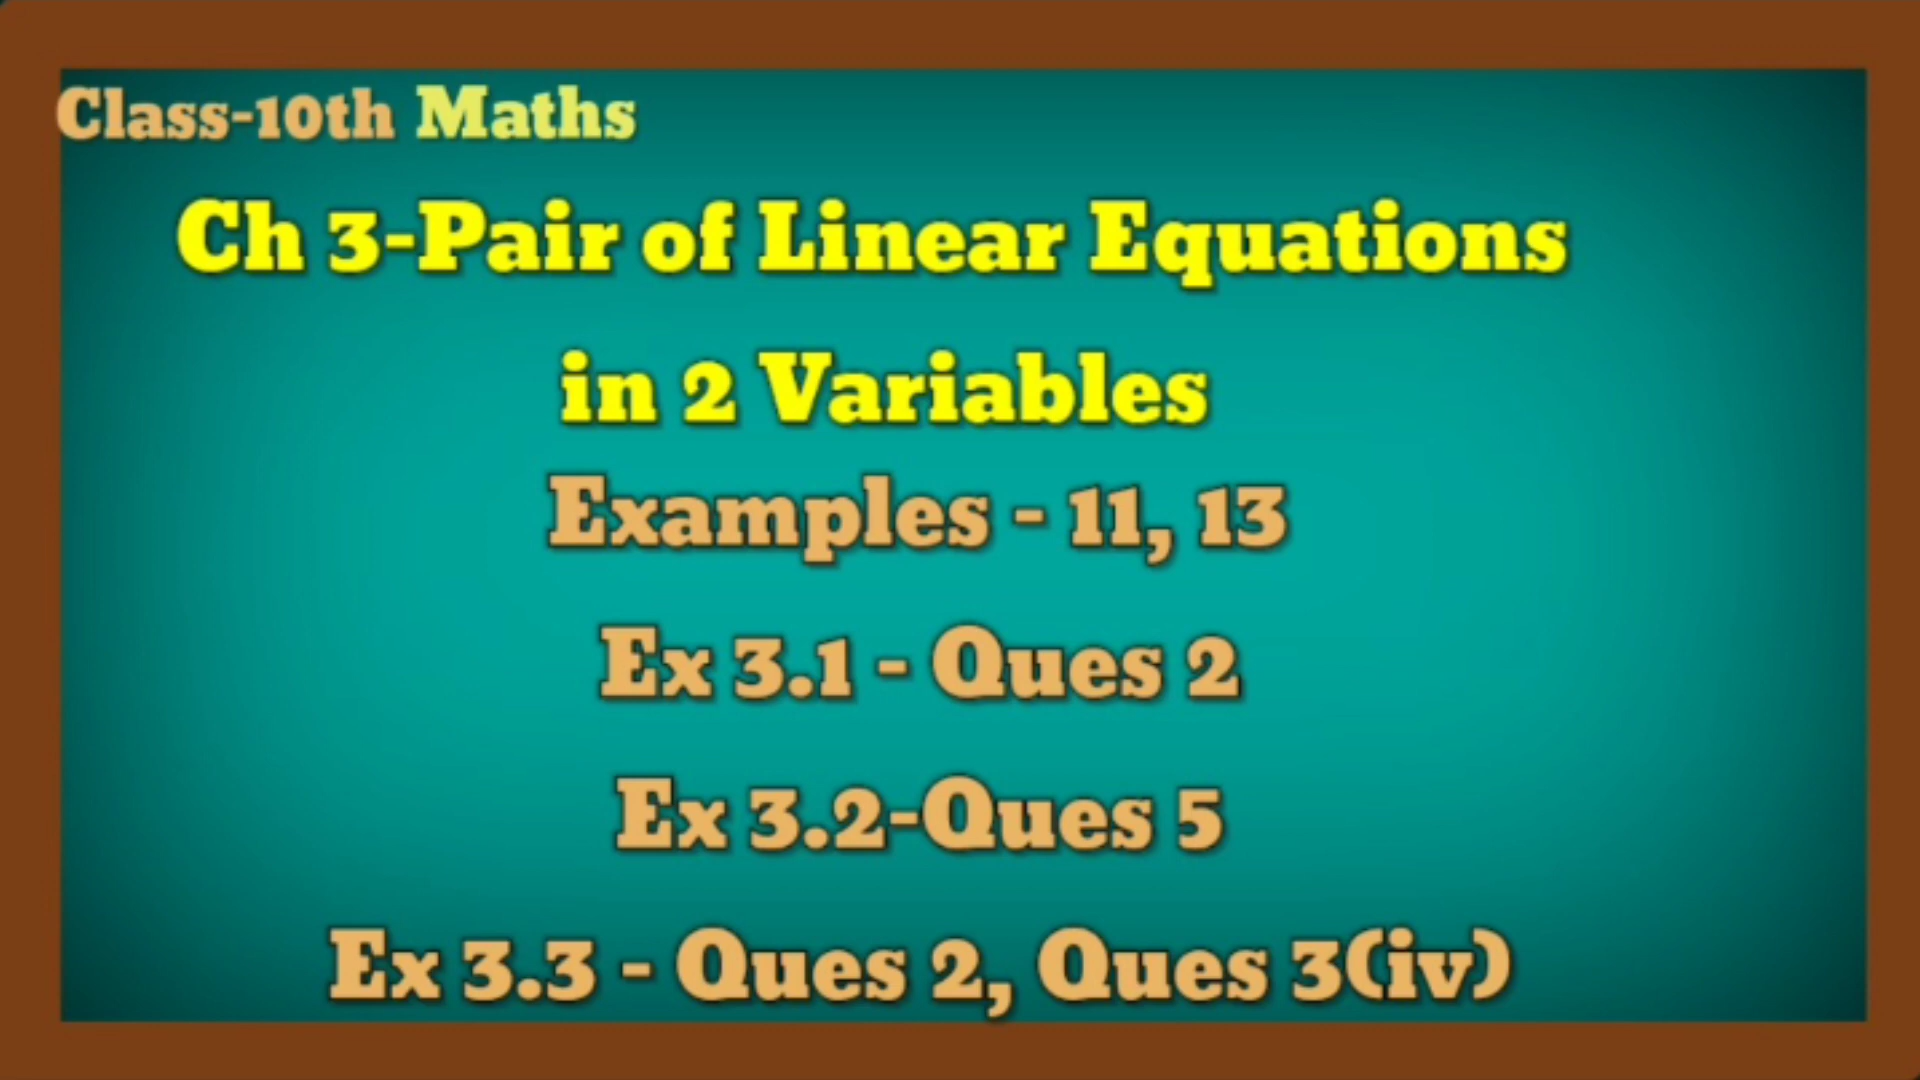 Class-10th Maths
Ch 3-Pair of Linear Equations
in 2 Variables
Examples - 11, 13
Ex 3.1 - Ques 2
Ex 3.2-Ques 5
Ex 3.3 - Ques 2, Ques 3(iv)